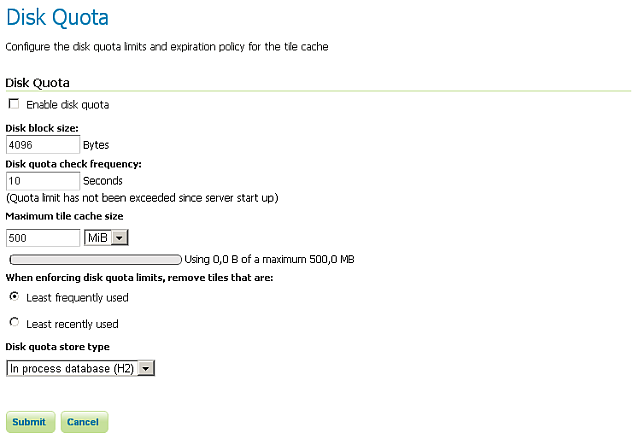 Disk Quota
Configure the disk quota limits and expiration policy for the tile cache
Disk Quota
Enable disk quota
Disk block size:
4096 Bytes
Disk quota check frequency:
10 Seconds
(Quota limit has not been exceeded since server start up)
Maximum tile cache size
500 MiB
Using 0,0 B of a maximum 500,0 MB
When enforcing disk quota limits, remove tiles that are:
Least frequently used
Least recently used
Disk quota store type
In process database (H2)
Submit Cancel